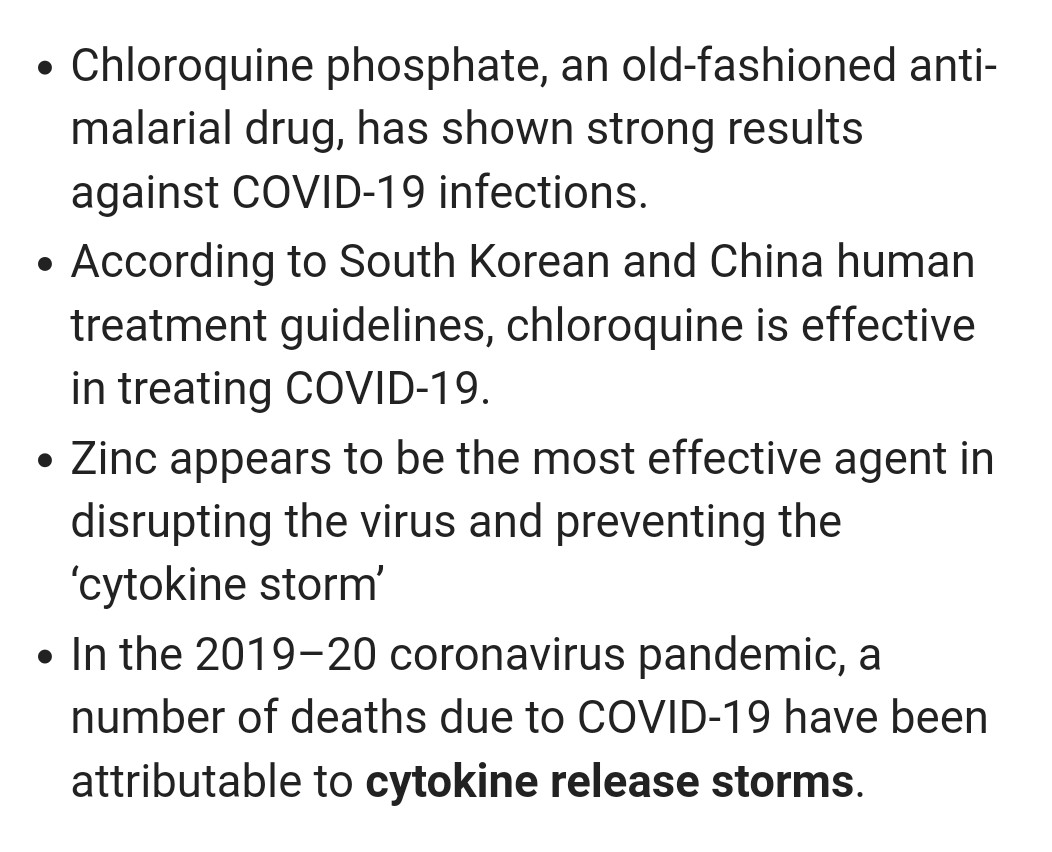 • Chloroquine phosphate, an old-fashioned anti-
malarial drug, has shown strong results
against COVID-19 infections.
• According to South Korean and China human
treatment guidelines, chloroquine is effective
in treating COVID-19.
• Zinc appears to be the most effective agent in
disrupting the virus and preventing the
‘cytokine storm’
• In the 2019–20 coronavirus pandemic, a
number of deaths due to COVID-19 have been
attributable to cytokine release storms.